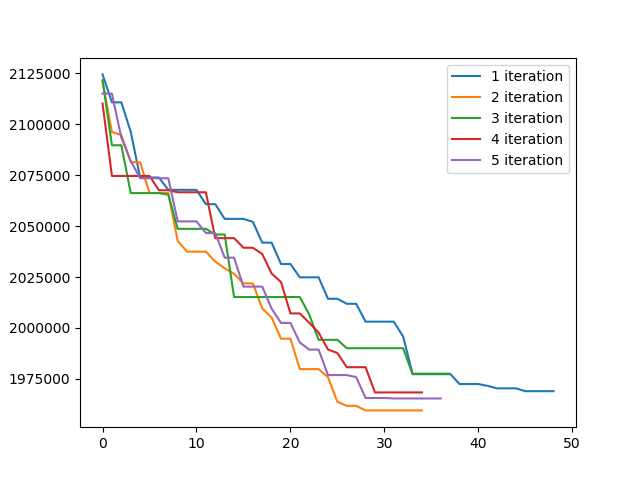 2125000
2100000
2075000
2050000
2025000
2000000
1975000
0 10 20 30 40 50
1 iteration
2 iteration
3 iteration
4 iteration
5 iteration